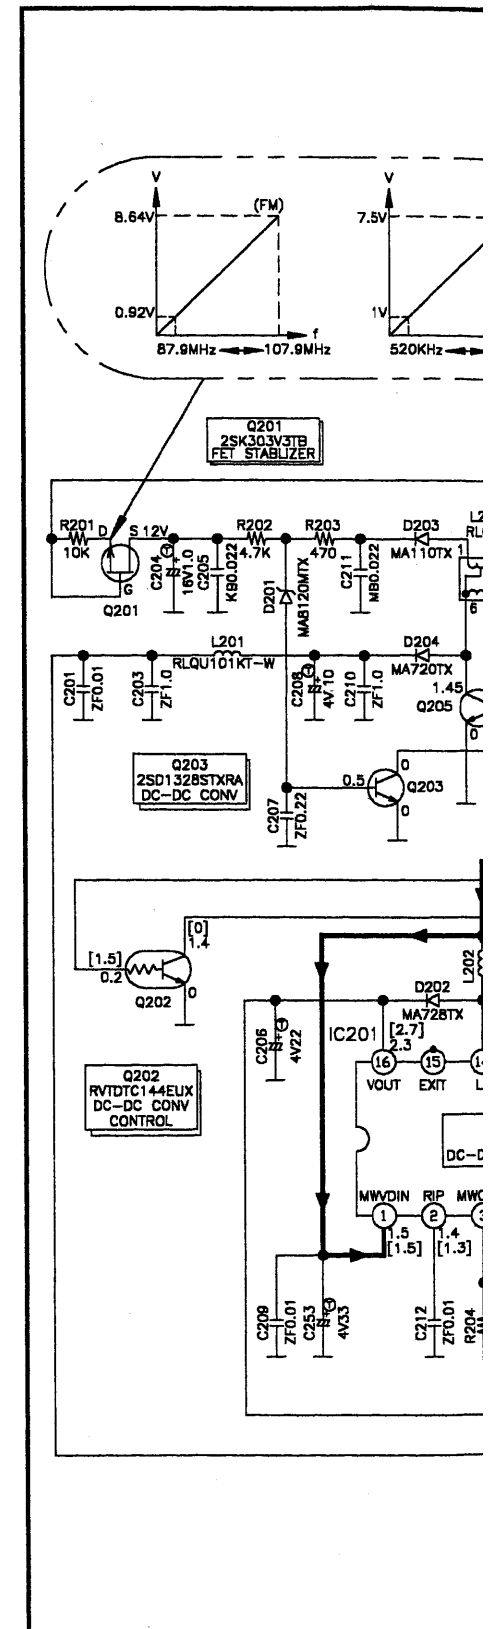 V
V
(FM)
8.64V
7.5V
0.92V
1V
f
87.9MHz
107.9MHz
520KHz
Q201
2SK303V3TB
FET STABLIZER
R201
10K
D
S
12V
G
Q201
C204
16V1.0
C205
KB0.022
R202
4.7K
R203
470
D201
MA8120MTX
C211
MB0.022
D203
MA110TX
1
6
L201
RLQU101KT-W
D204
MA720TX
C201
ZF0.01
C203
ZF1.0
C208
4V.10
C210
ZF1.0
1.45
Q205
0
Q203
2SD1328STXRA
DC-DC CONV
C207
ZF0.22
0.5
0
Q203
0
[0]
1.4
[1.5]
0.2
Q202
0
L202
D202
MA728TX
C206
4V22
IC201
[2.7]
2.3
16
15
VOUT
EXIT
Q202
RVTDTC144EUX
DC-DC CONV
CONTROL
MWVDIN
RIP
1
2
1.5
[1.5]
1.4
[1.3]
C209
ZF0.01
C253
4V33
C212
ZF0.01
R204